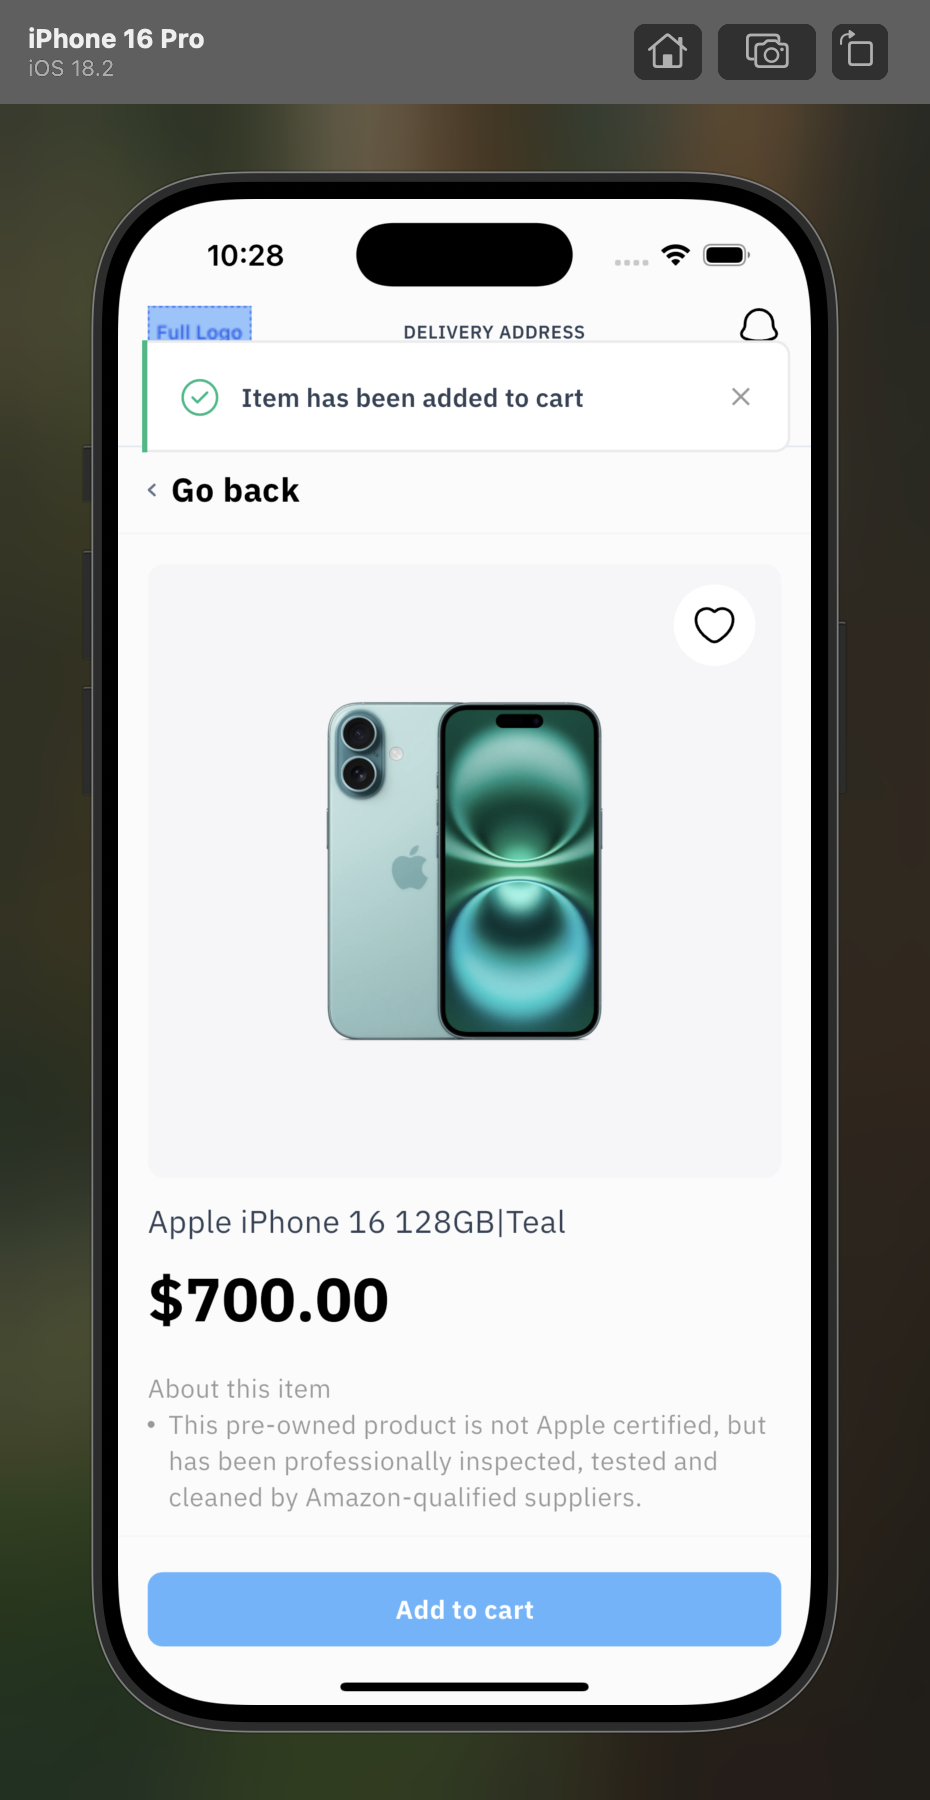 iPhone 16 Pro
iOS 18.2
10:28
Full Logo
DELIVERY ADDRESS
Item has been added to cart
Go back
Apple iPhone 16 128GB|Teal
$700.00
About this item
• This pre-owned product is not Apple certified, but
has been professionally inspected, tested and
cleaned by Amazon-qualified suppliers.
Add to cart